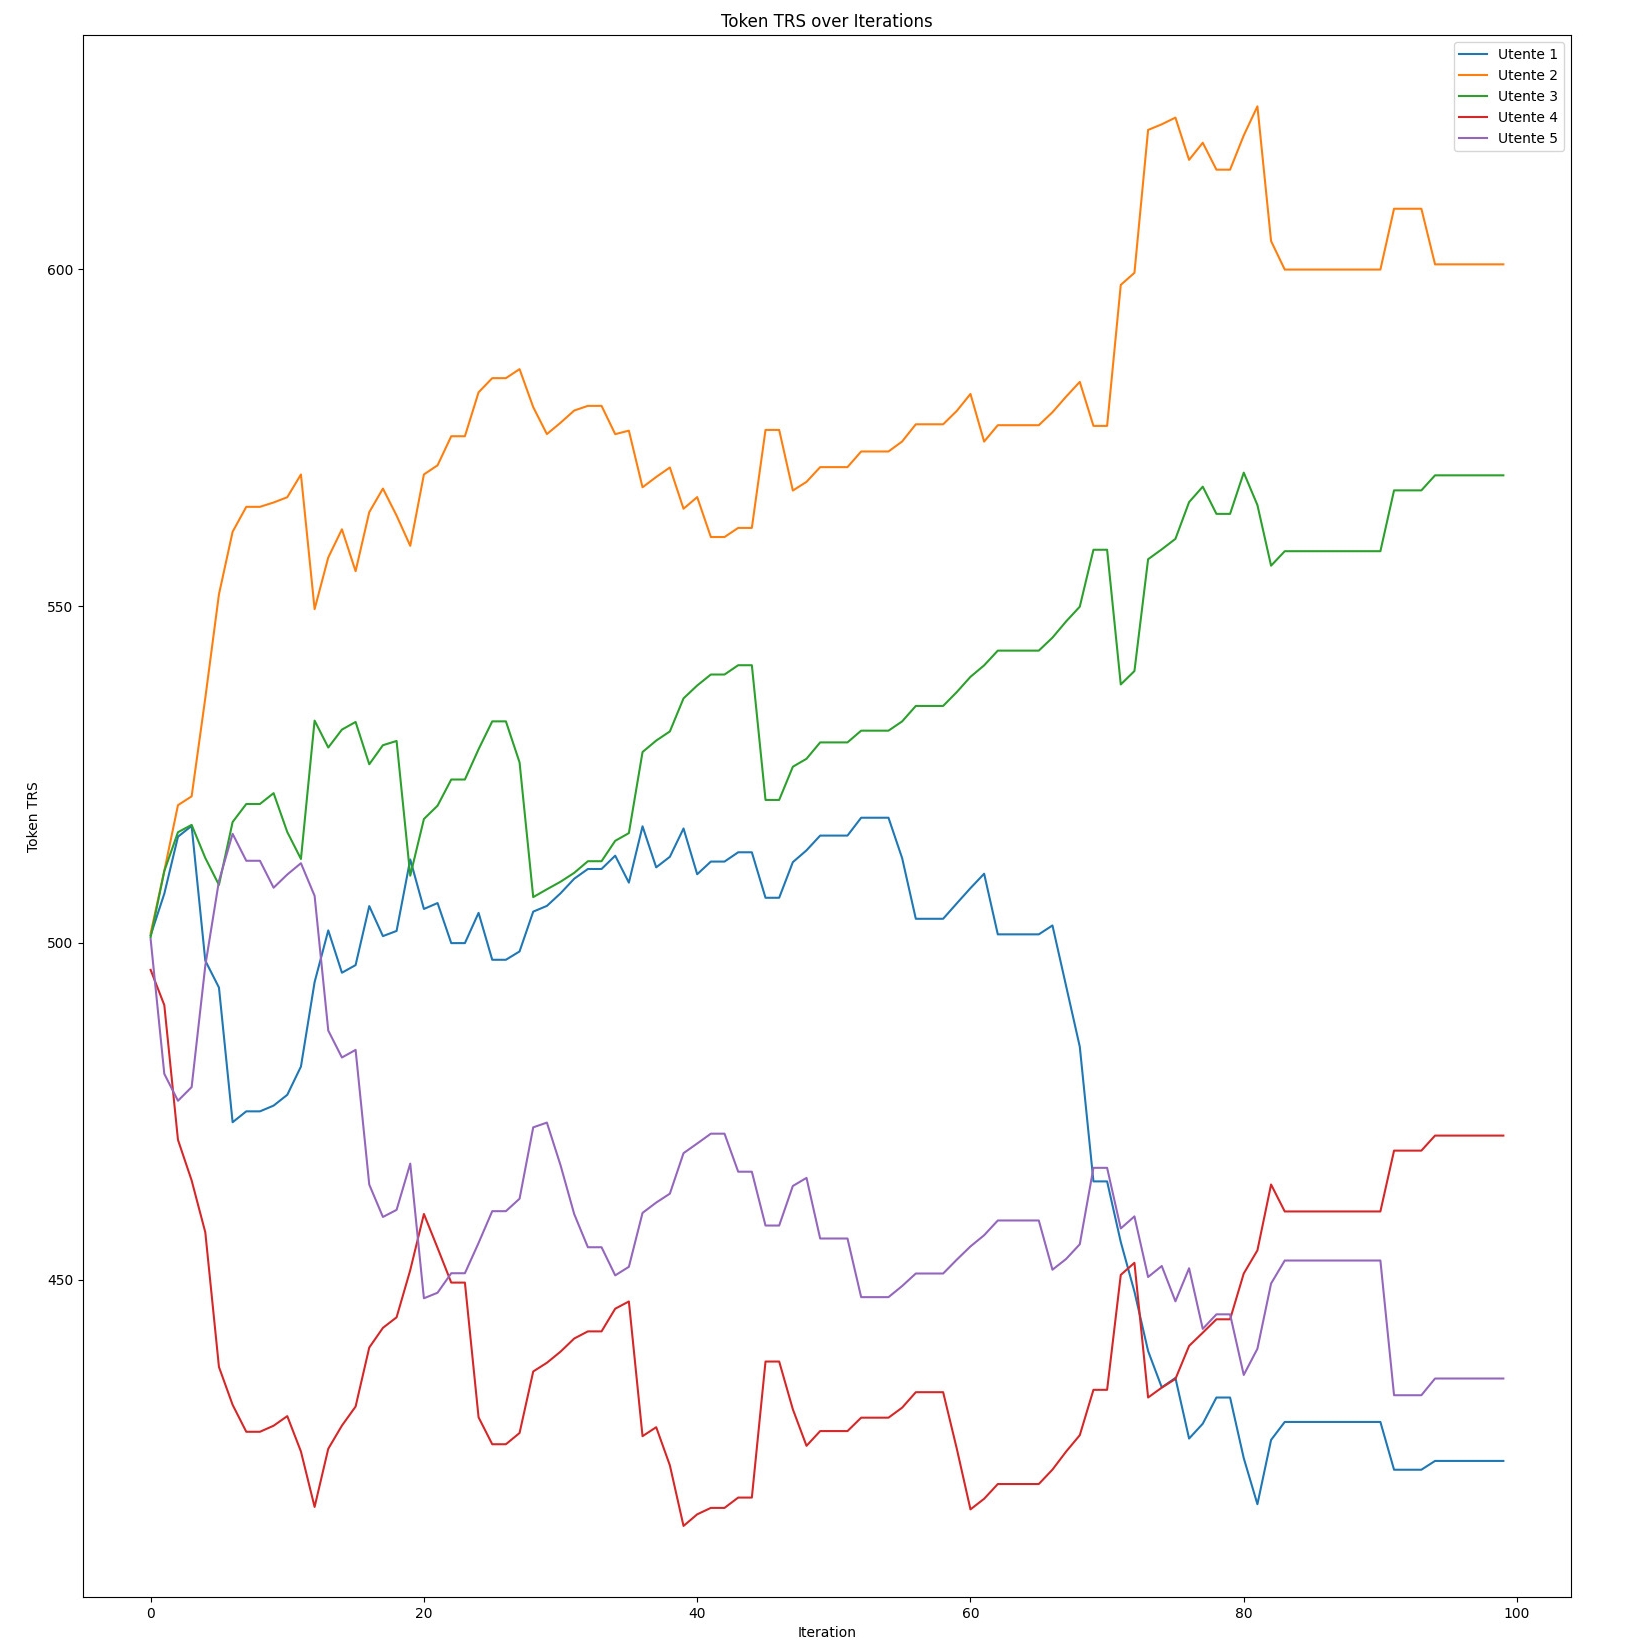 Token TRS over Iterations
Utente 1
Utente 2
Utente 3
Utente 4
Utente 5
600
550
500
450
Token TRS
0
20
40
60
80
100
Iteration